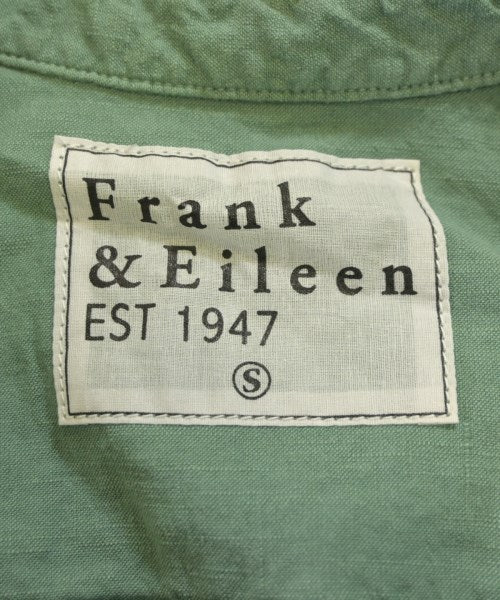 Frank
& Eileen
EST 1947
S